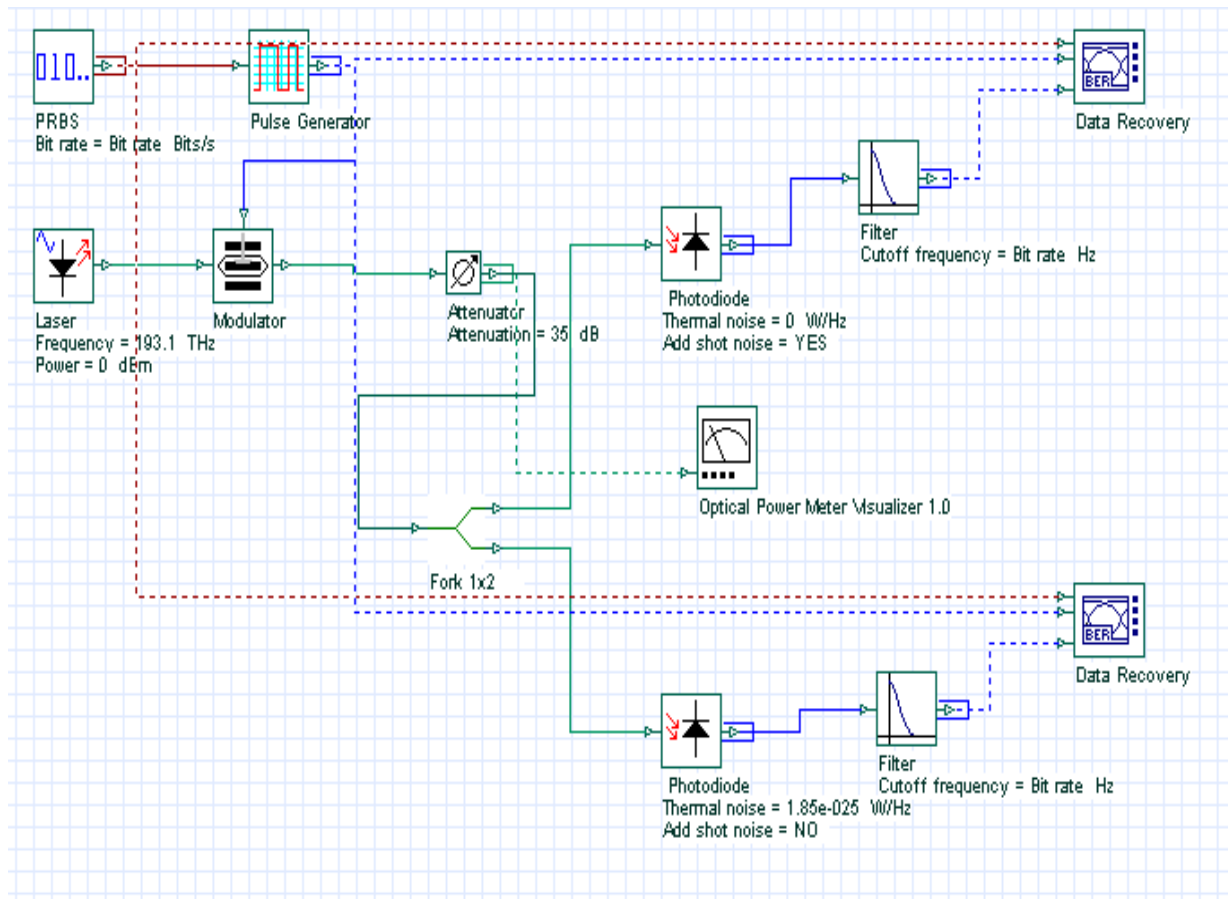 010..
PRBS
Bit rate = Bit rate Bits/s
Pulse Generator
BER
Data Recovery
Laser
Frequency = 193.1 THz
Power = 0 dBm
Modulator
Attenuator
Attenuation = 35 dB
Filter
Cutoff frequency = Bit rate Hz
Photodiode
Thermal noise = 0 W/Hz
Add shot noise = YES
Optical Power Meter Visualizer 1.0
Fork 1x2
BER
Data Recovery
Filter
Cutoff frequency = Bit rate Hz
Photodiode
Thermal noise = 1.85e-025 W/Hz
Add shot noise = NO